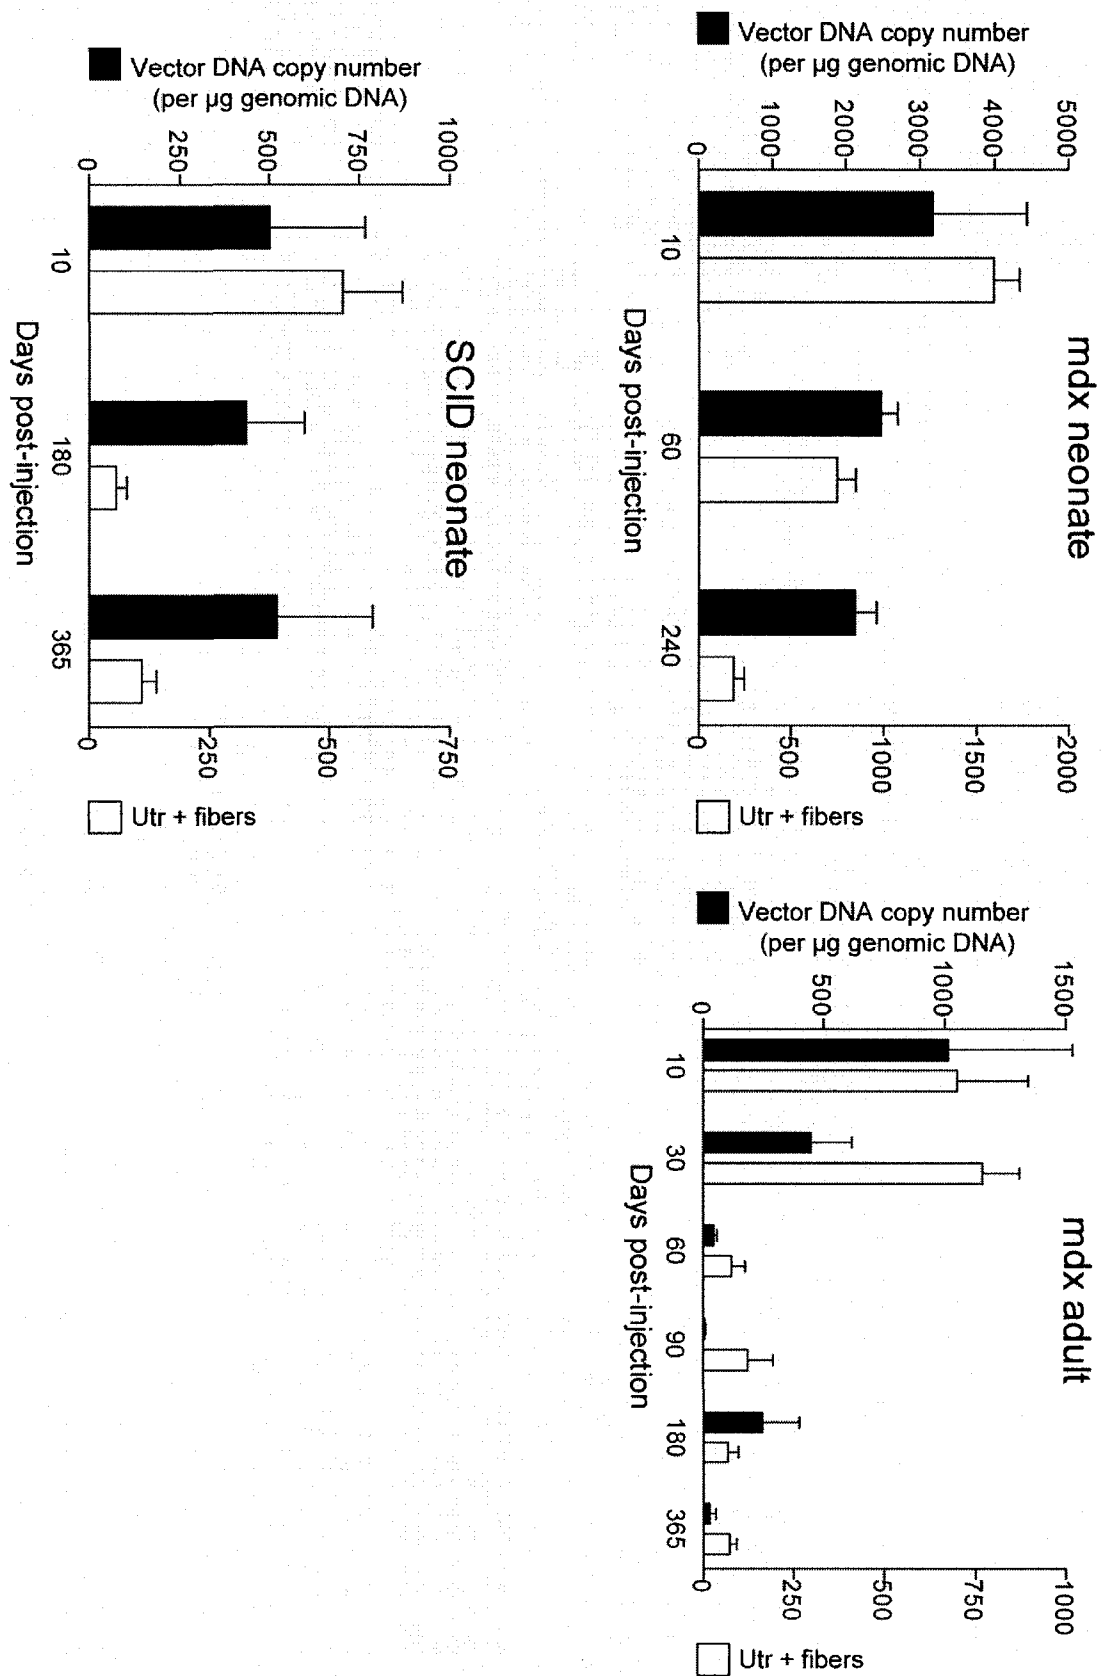 mdx neonate
Vector DNA copy number
(per µg genomic DNA)
5000
4000
3000
2000
1000
0
10
60
240
Days post-injection
2000
1500
1000
500
0
Utr + fibers
mdx adult
Vector DNA copy number
(per µg genomic DNA)
1500
1000
500
0
10
30
60
90
180
365
Days post-injection
1000
750
500
250
0
Utr + fibers
SCID neonate
Vector DNA copy number
(per µg genomic DNA)
1000
750
500
250
0
10
180
365
Days post-injection
750
500
250
0
Utr + fibers